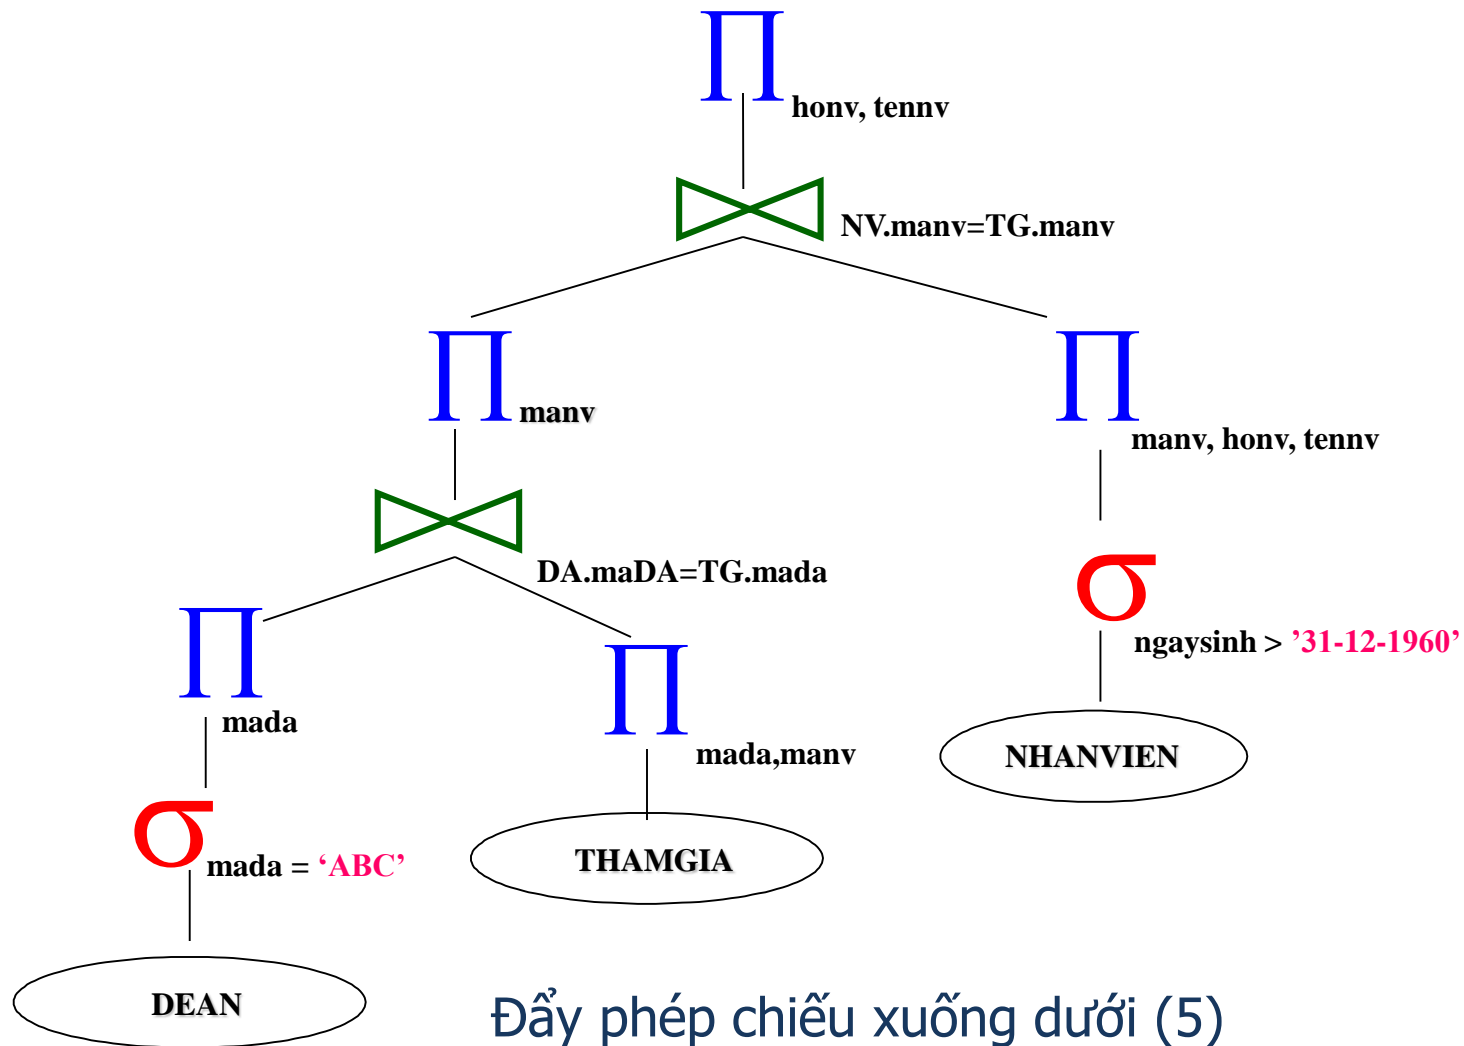 ∏ honv, tennv
NV.manv=TG.manv
∏ manv
∏ manv, honv, tennv
DA.maDA=TG.mada
σ ngaysinh > ’31-12-1960’
∏ mada
∏ mada,manv
NHANVIEN
σ mada = ‘ABC’
THAMGIA
DEAN
Đẩy phép chiếu xuống dưới (5)